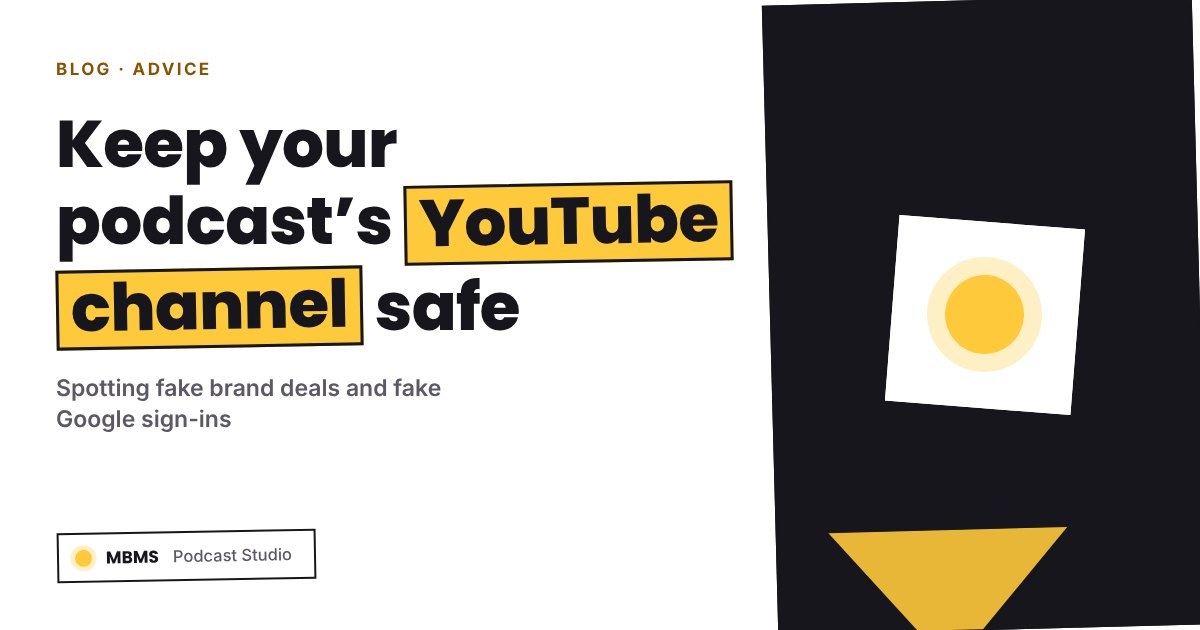 BLOG · ADVICE
Keep your
podcast’s YouTube
channel safe
Spotting fake brand deals and fake
Google sign-ins
MBMS Podcast Studio